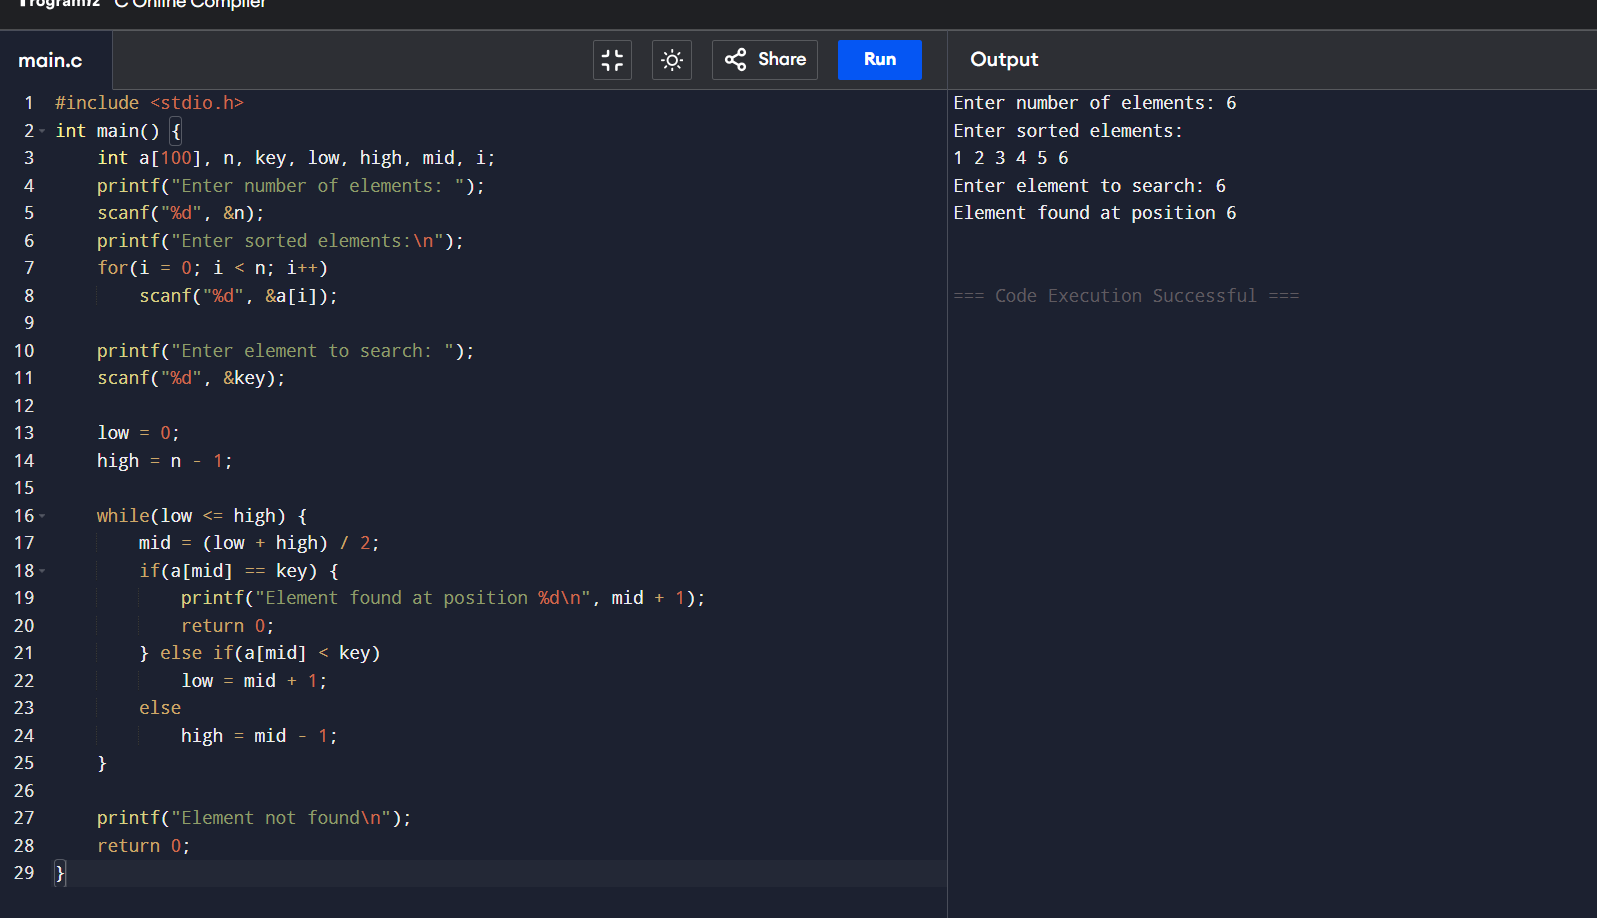 Programiz C Online Compiler
main.c
Share
Run
Output
1 #include <stdio.h>
2 int main() {
3     int a[100], n, key, low, high, mid, i;
4     printf("Enter number of elements: ");
5     scanf("%d", &n);
6     printf("Enter sorted elements:\n");
7     for(i = 0; i < n; i++)
8         scanf("%d", &a[i]);
9
10     printf("Enter element to search: ");
11     scanf("%d", &key);
12
13     low = 0;
14     high = n - 1;
15
16     while(low <= high) {
17         mid = (low + high) / 2;
18         if(a[mid] == key) {
19             printf("Element found at position %d\n", mid + 1);
20             return 0;
21         } else if(a[mid] < key)
22             low = mid + 1;
23         else
24             high = mid - 1;
25     }
26
27     printf("Element not found\n");
28     return 0;
29 }
Enter number of elements: 6
Enter sorted elements:
1 2 3 4 5 6
Enter element to search: 6
Element found at position 6
=== Code Execution Successful ===